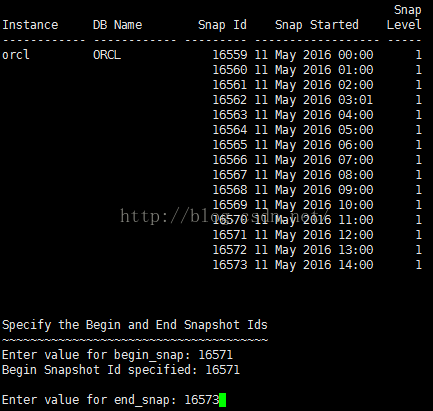 Snap
Instance     DB Name        Snap Id    Snap Started    Level
------------ ------------ --------- ----------------- -----
orcl         ORCL             16559 11 May 2016 00:00      1
16560 11 May 2016 01:00      1
16561 11 May 2016 02:00      1
16562 11 May 2016 03:01      1
16563 11 May 2016 04:00      1
16564 11 May 2016 05:00      1
16565 11 May 2016 06:00      1
16566 11 May 2016 07:00      1
16567 11 May 2016 08:00      1
16568 11 May 2016 09:00      1
16569 11 May 2016 10:00      1
http://blog.csdn.net/
16570 11 May 2016 11:00      1
16571 11 May 2016 12:00      1
16572 11 May 2016 13:00      1
16573 11 May 2016 14:00      1
Specify the Begin and End Snapshot Ids
~~~~~~~~~~~~~~~~~~~~~~~~~~~~~~~~~~~~~~
Enter value for begin_snap: 16571
Begin Snapshot Id specified: 16571
Enter value for end_snap: 16573